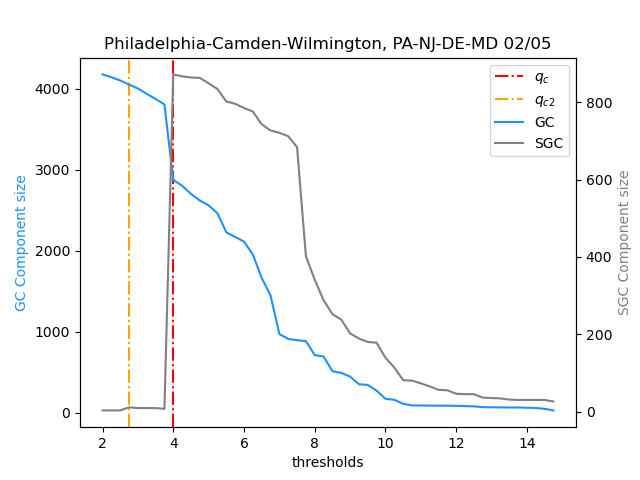 Philadelphia-Camden-Wilmington, PA-NJ-DE-MD 02/05
q_c
q_c2
GC
SGC
GC Component size
4000
3000
2000
1000
0
SGC Component size
800
600
400
200
0
2 4 6 8 10 12 14
thresholds